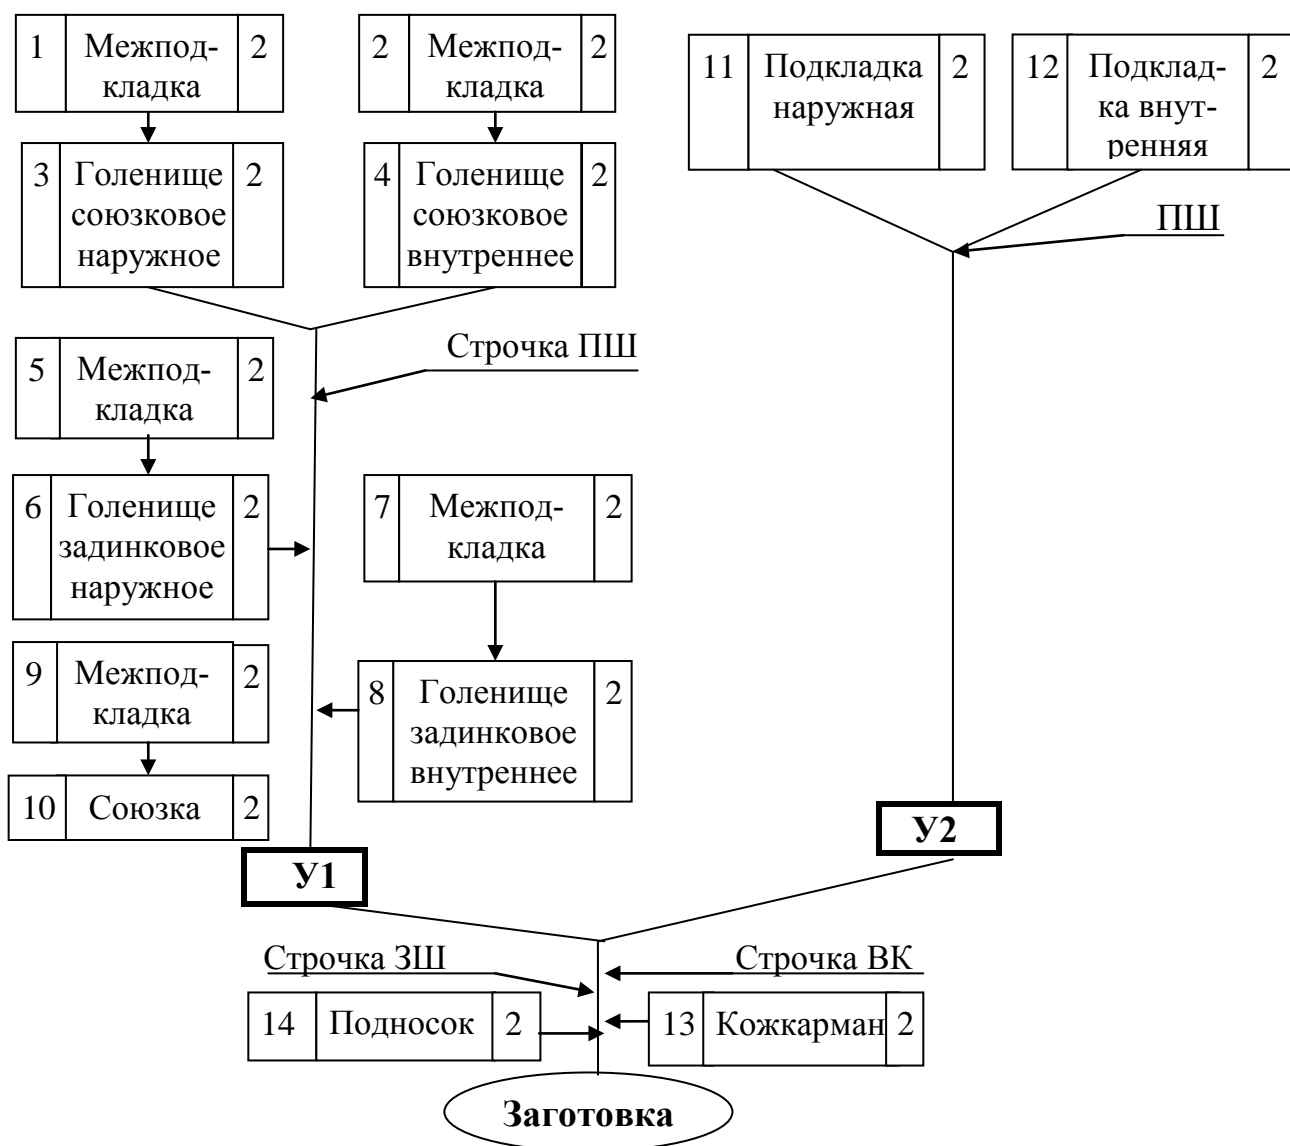 1 Межпод- 2
кладка
2 Межпод- 2
кладка
11 Подкладка 2
наружная
12 Подклад- 2
ка внут-
ренняя
3 Голенище 2
союзковое
наружное
4 Голенище 2
союзковое
внутреннее
ПШ
Строчка ПШ
5 Межпод- 2
кладка
6 Голенище 2
задинковое
наружное
7 Межпод- 2
кладка
9 Межпод- 2
кладка
8 Голенище 2
задинковое
внутреннее
10 Союзка 2
У1
У2
Строчка ЗШ
Строчка ВК
14 Подносок 2
13 Кожкарман 2
Заготовка